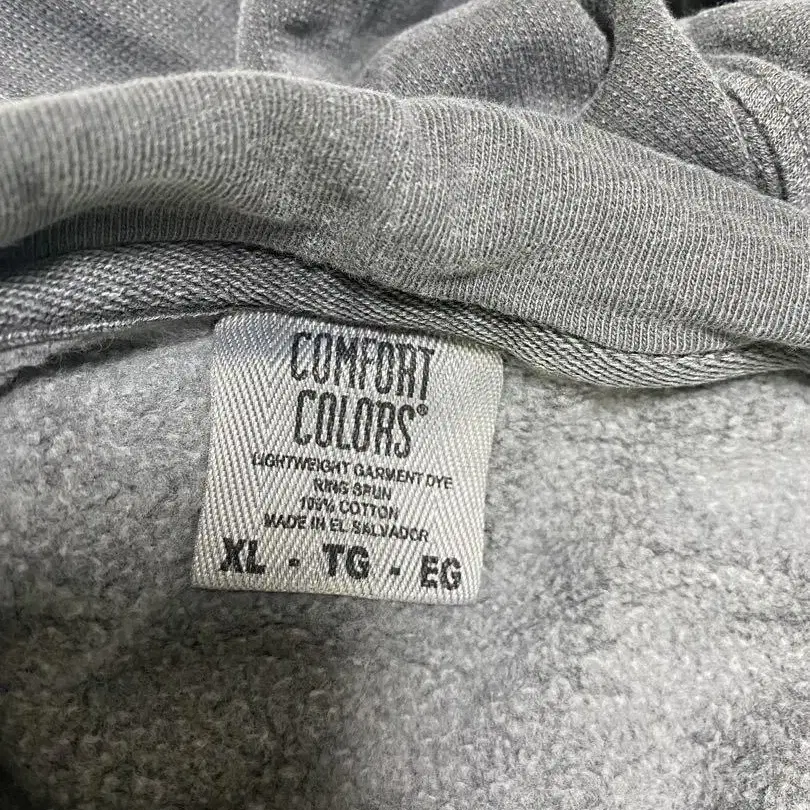 COMFORT
COLORS®
LIGHTWEIGHT GARMENT DYE
RING SPUN
100% COTTON
MADE IN EL SALVADOR
XL - TG - EG